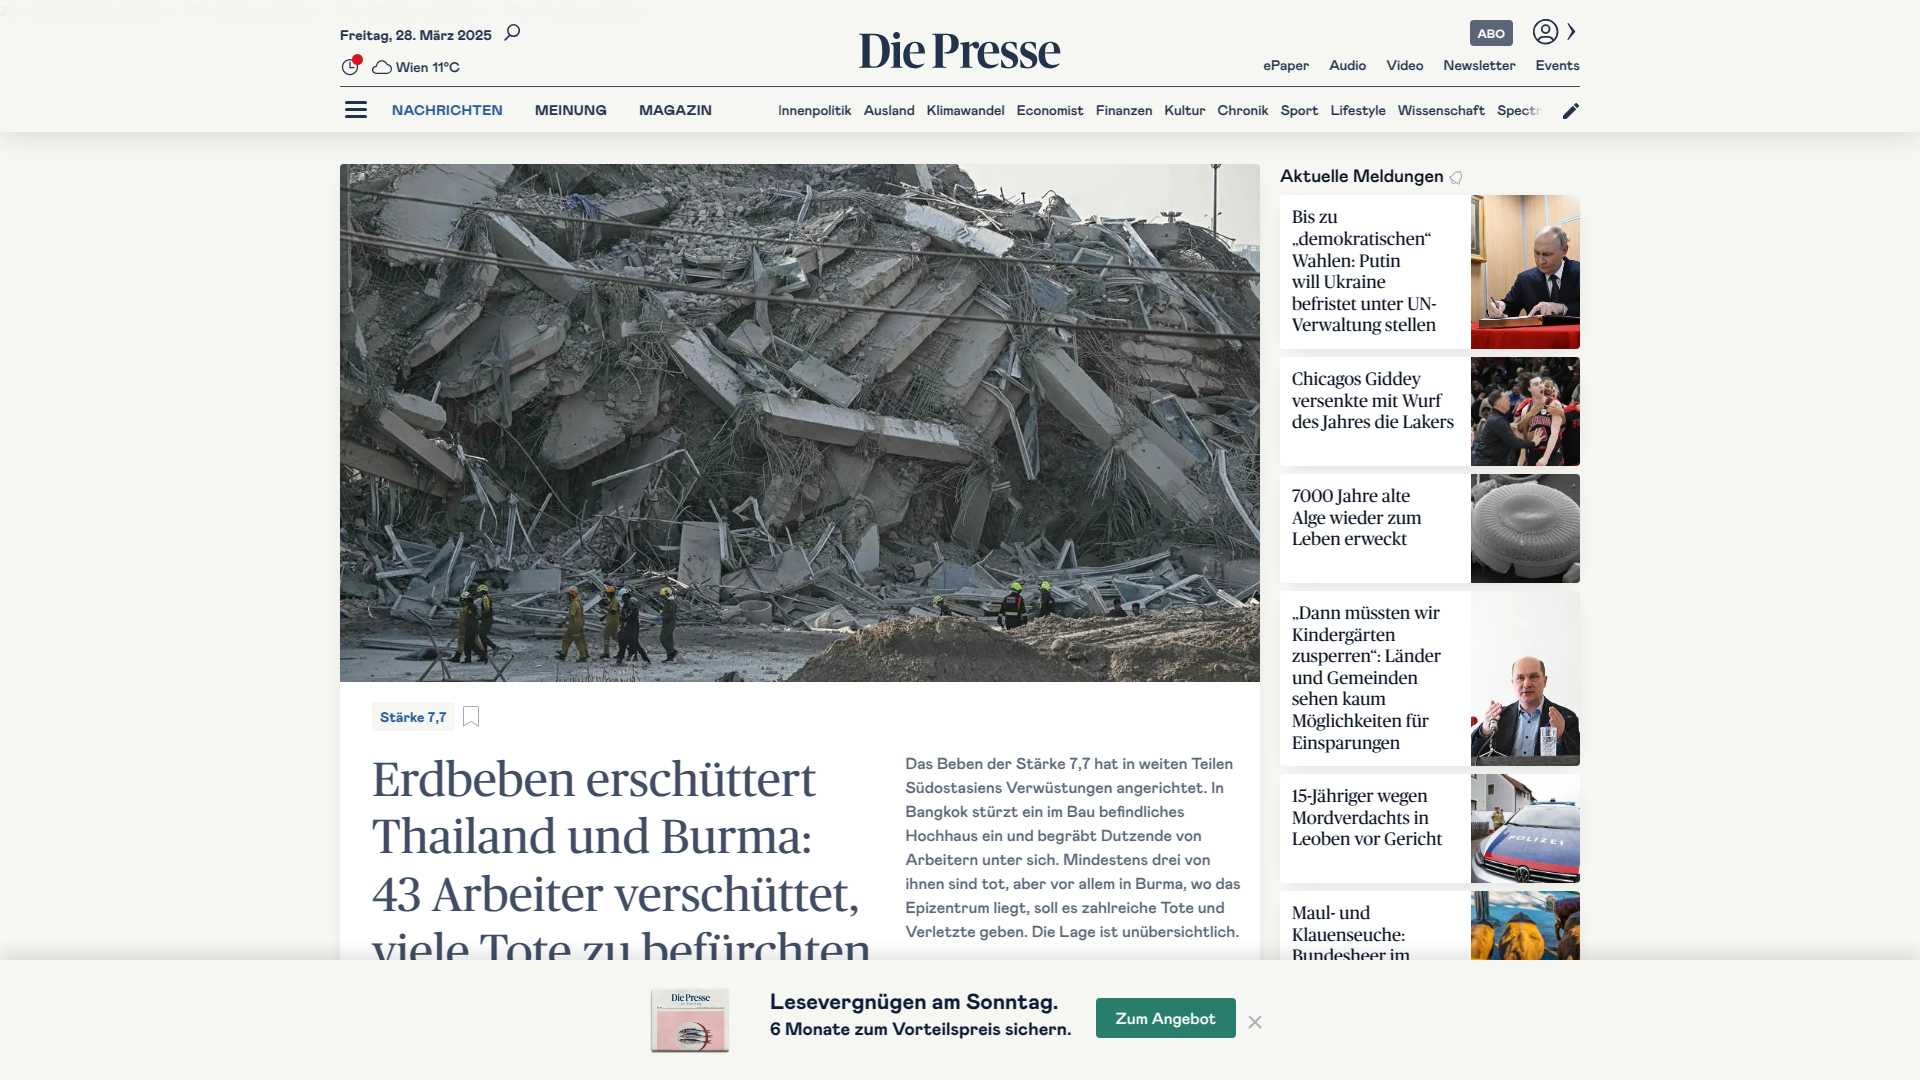 Freitag, 28. März 2025
Wien 11°C
Die Presse
ABO
ePaper Audio Video Newsletter Events
NACHRICHTEN MEINUNG MAGAZIN
Innenpolitik Ausland Klimawandel Economist Finanzen Kultur Chronik Sport Lifestyle Wissenschaft Spectr
Stärke 7,7
Erdbeben erschüttert
Thailand und Burma:
43 Arbeiter verschüttet,
viele Tote zu befürchten
Das Beben der Stärke 7,7 hat in weiten Teilen
Südostasiens Verwüstungen angerichtet. In
Bangkok stürzt ein im Bau befindliches
Hochhaus ein und begräbt Dutzende von
Arbeitern unter sich. Mindestens drei von
ihnen sind tot, aber vor allem in Burma, wo das
Epizentrum liegt, soll es zahlreiche Tote und
Verletzte geben. Die Lage ist unübersichtlich.
Aktuelle Meldungen
Bis zu
„demokratischen“
Wahlen: Putin
will Ukraine
befristet unter UN-
Verwaltung stellen
Chicagos Giddey
versenkte mit Wurf
des Jahres die Lakers
7000 Jahre alte
Alge wieder zum
Leben erweckt
„Dann müssten wir
Kindergärten
zusperren“: Länder
und Gemeinden
sehen kaum
Möglichkeiten für
Einsparungen
15-Jähriger wegen
Mordverdachts in
Leoben vor Gericht
POLIZEI
Maul- und
Klauenseuche:
Bundesheer im
Die Presse
Lesevergnügen am Sonntag.
6 Monate zum Vorteilspreis sichern.
Zum Angebot